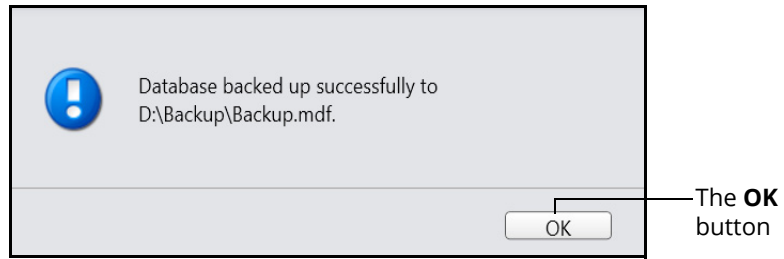 Database backed up successfully to
D:\Backup\Backup.mdf.
OK
The OK
button